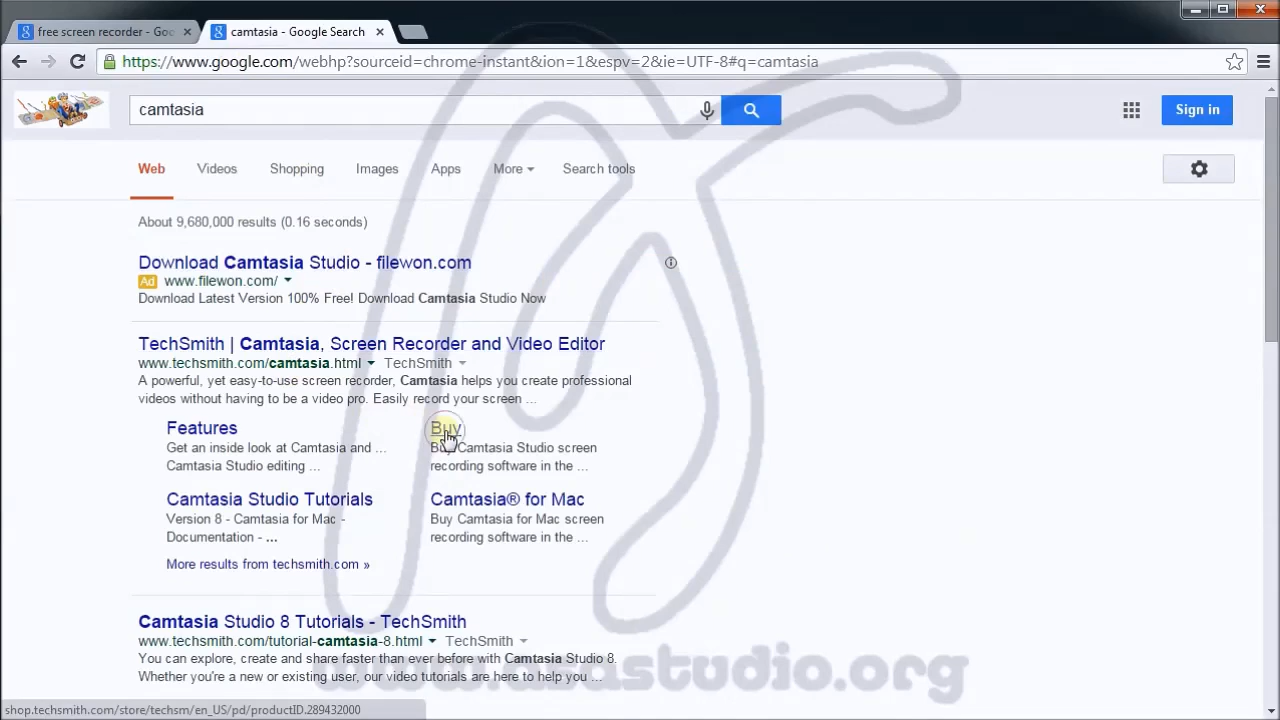 free screen recorder - Goo
camtasia - Google Search
https://www.google.com/webhp?sourceid=chrome-instant&ion=1&espv=2&ie=UTF-8#q=camtasia
camtasia
Sign in
Web Videos Shopping Images Apps More Search tools
About 9,680,000 results (0.16 seconds)
Download Camtasia Studio - filewon.com
Ad www.filewon.com/
Download Latest Version 100% Free! Download Camtasia Studio Now
TechSmith | Camtasia, Screen Recorder and Video Editor
www.techsmith.com/camtasia.html TechSmith
A powerful, yet easy-to-use screen recorder, Camtasia helps you create professional
videos without having to be a video pro. Easily record your screen ...
Features
Get an inside look at Camtasia and ...
Camtasia Studio editing ...
Buy
Buy Camtasia Studio screen
recording software in the ...
Camtasia Studio Tutorials
Version 8 - Camtasia for Mac -
Documentation - ...
Camtasia® for Mac
Buy Camtasia for Mac screen
recording software in the ...
More results from techsmith.com »
Camtasia Studio 8 Tutorials - TechSmith
www.techsmith.com/tutorial-camtasia-8.html TechSmith
You can explore, create and share faster than ever before with Camtasia Studio 8.
Whether you're a new or existing user, our video tutorials are here to help you ...
shop.techsmith.com/store/techsm/en_US/pd/productID.289432000